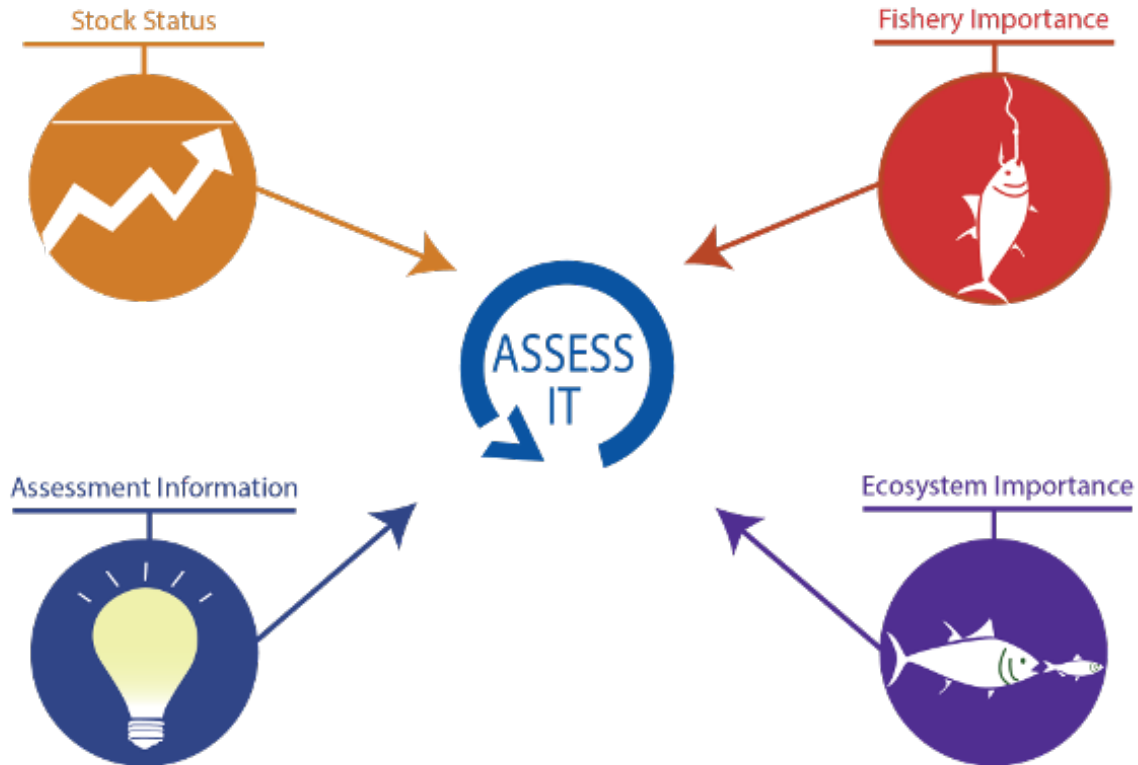 Stock Status
Fishery Importance
ASSESS
IT
Assessment Information
Ecosystem Importance